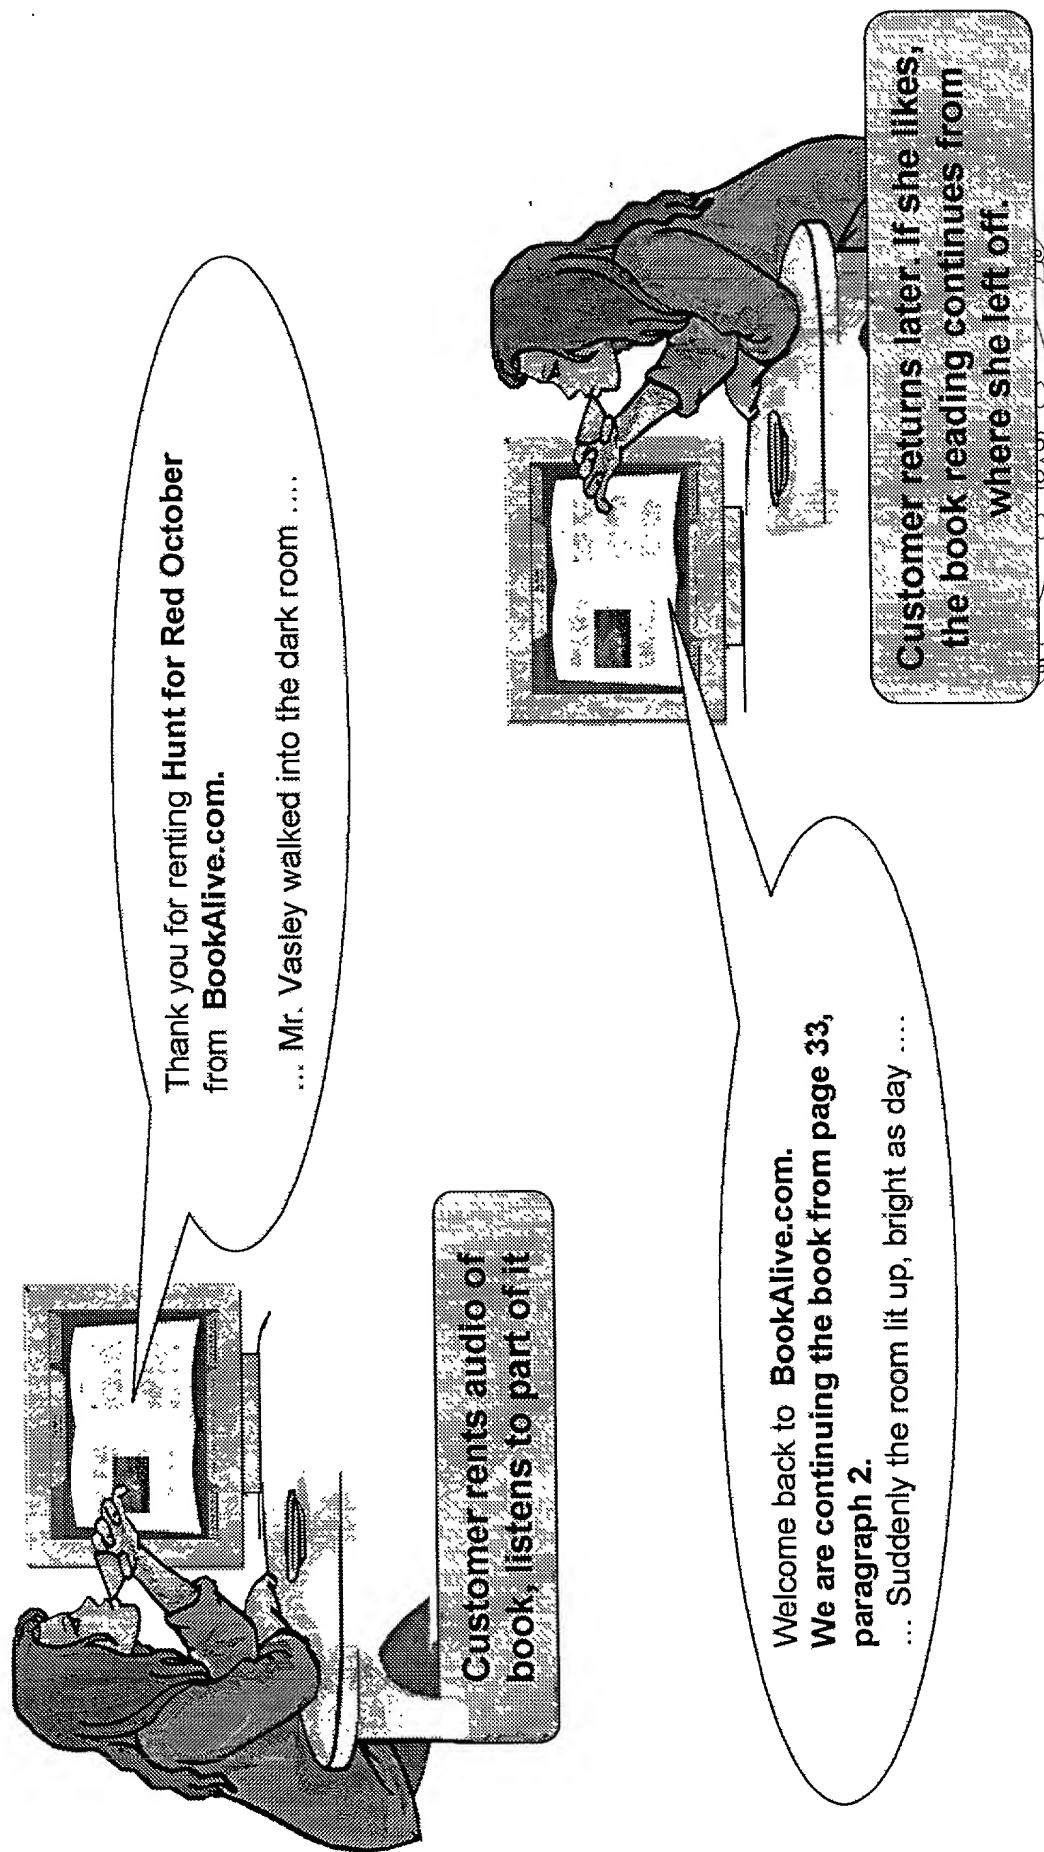 Thank you for renting Hunt for Red October
from BookAlive.com.
... Mr. Vasley walked into the dark room ....
Customer rents audio of
book, listens to part of it
Welcome back to BookAlive.com.
We are continuing the book from page 33,
paragraph 2.
... Suddenly the room lit up, bright as day ....
Customer returns later. If she likes,
the book reading continues from
where she left off.